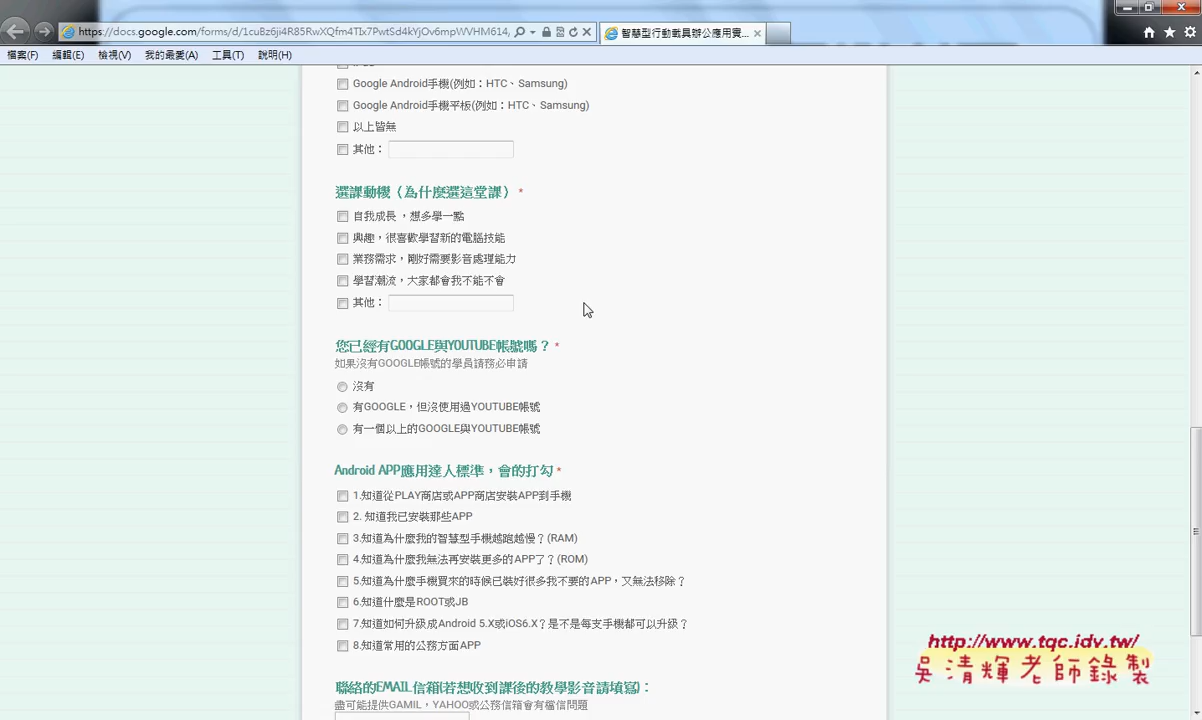 https://docs.google.com/forms/d/1cuBz6ji4R85RwXQfm4TIx7PwtSd4kYjOv6mpWVHM614,
智慧型行動載具辦公應用賣...
檔案(F) 編輯(E) 檢視(V) 我的最愛(A) 工具(T) 說明(H)
Google Android手機(例如：HTC、Samsung)
Google Android手機平板(例如：HTC、Samsung)
以上皆無
其他：
選課動機（為什麼選這堂課） *
自我成長 ，想多學一點
興趣，很喜歡學習新的電腦技能
業務需求，剛好需要影音處理能力
學習潮流，大家都會我不能不會
其他：
您已經有GOOGLE與YOUTUBE帳號嗎？ *
如果沒有GOOGLE帳號的學員請務必申請
沒有
有GOOGLE，但沒使用過YOUTUBE帳號
有一個以上的GOOGLE與YOUTUBE帳號
Android APP應用達人標準，會的打勾 *
1.知道從PLAY商店或APP商店安裝APP到手機
2. 知道我已安裝那些APP
3.知道為什麼我的智慧型手機越跑越慢？(RAM)
4.知道為什麼我無法再安裝更多的APP了？(ROM)
5.知道為什麼手機買來的時候已裝好很多我不要的APP，又無法移除？
6.知道什麼是ROOT或JB
7.知道如何升級成Android 5.X或iOS6.X？是不是每支手機都可以升級？
8.知道常用的公務方面APP
http://www.tqc.idv.tw/
吳清輝老師錄製
聯絡的EMAIL信箱(若想收到課後的教學影音請填寫)：
盡可能提供GAMIL，YAHOO或公務信箱會有檔信問題